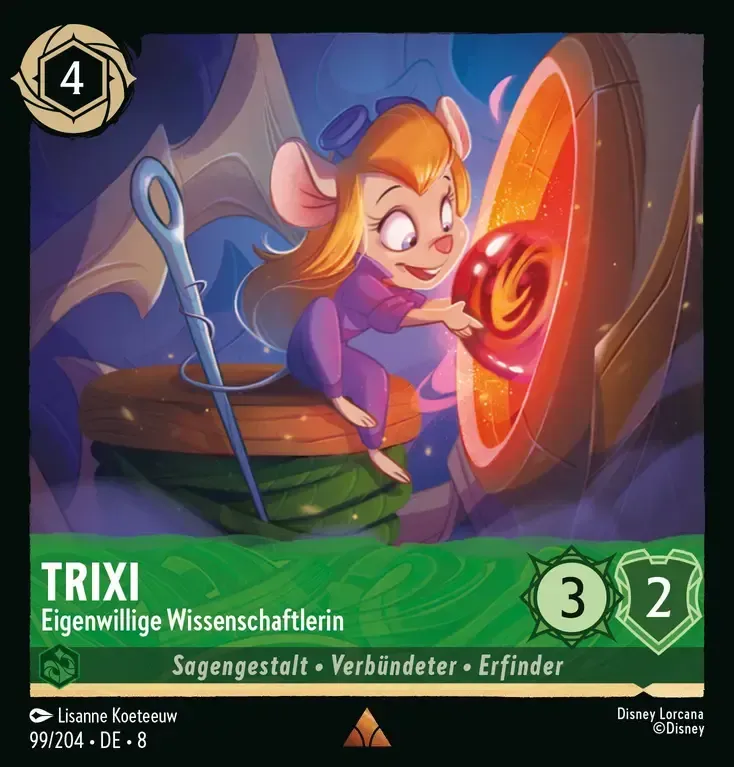 4
TRIXI
Eigenwillige Wissenschaftlerin
3
2
Sagengestalt • Verbündeter • Erfinder
Lisanne Koeteeuw
99/204 • DE • 8
Disney Lorcana
©Disney